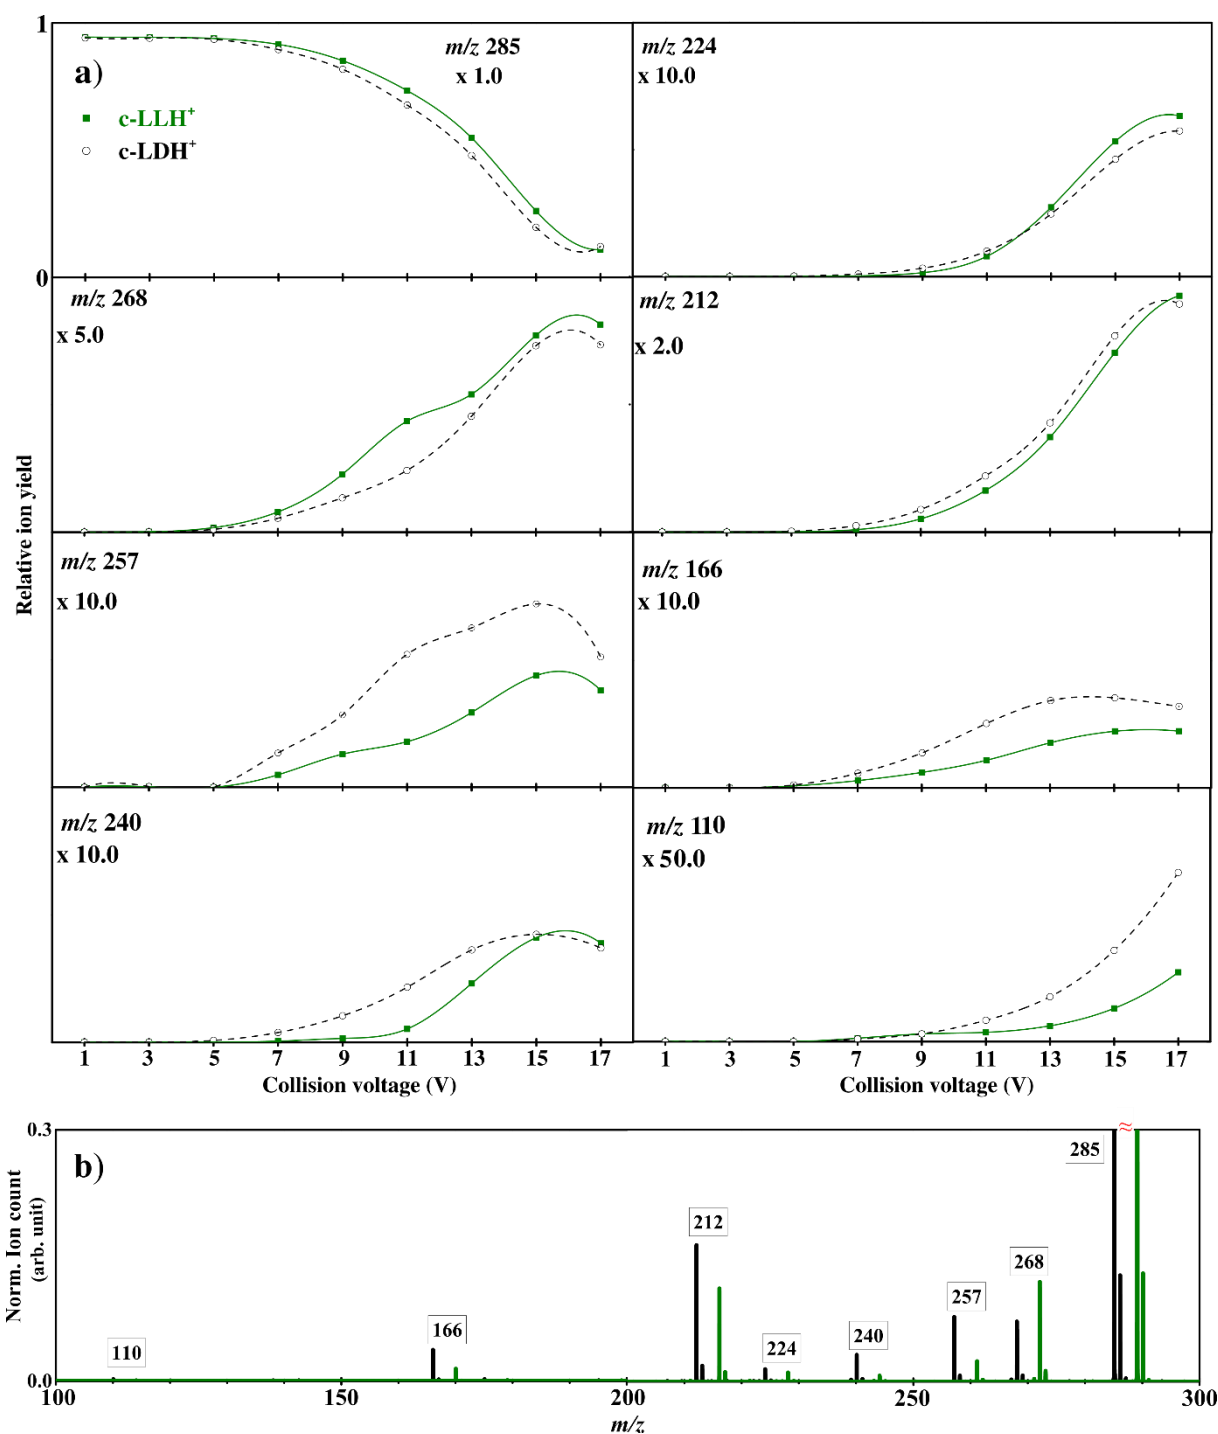 1
m/z 285
x 1.0
a)
c-LLH+
c-LDH+
0
m/z 224
x 10.0
m/z 268
x 5.0
m/z 212
x 2.0
Relative ion yield
m/z 257
x 10.0
m/z 166
x 10.0
m/z 240
x 10.0
m/z 110
x 50.0
1 3 5 7 9 11 13 15 17
1 3 5 7 9 11 13 15 17
Collision voltage (V)
Collision voltage (V)
0.3
b)
≈
285
212
268
257
166
240
224
110
Norm. Ion count
(arb. unit)
0.0
100 150 200 250 300
m/z